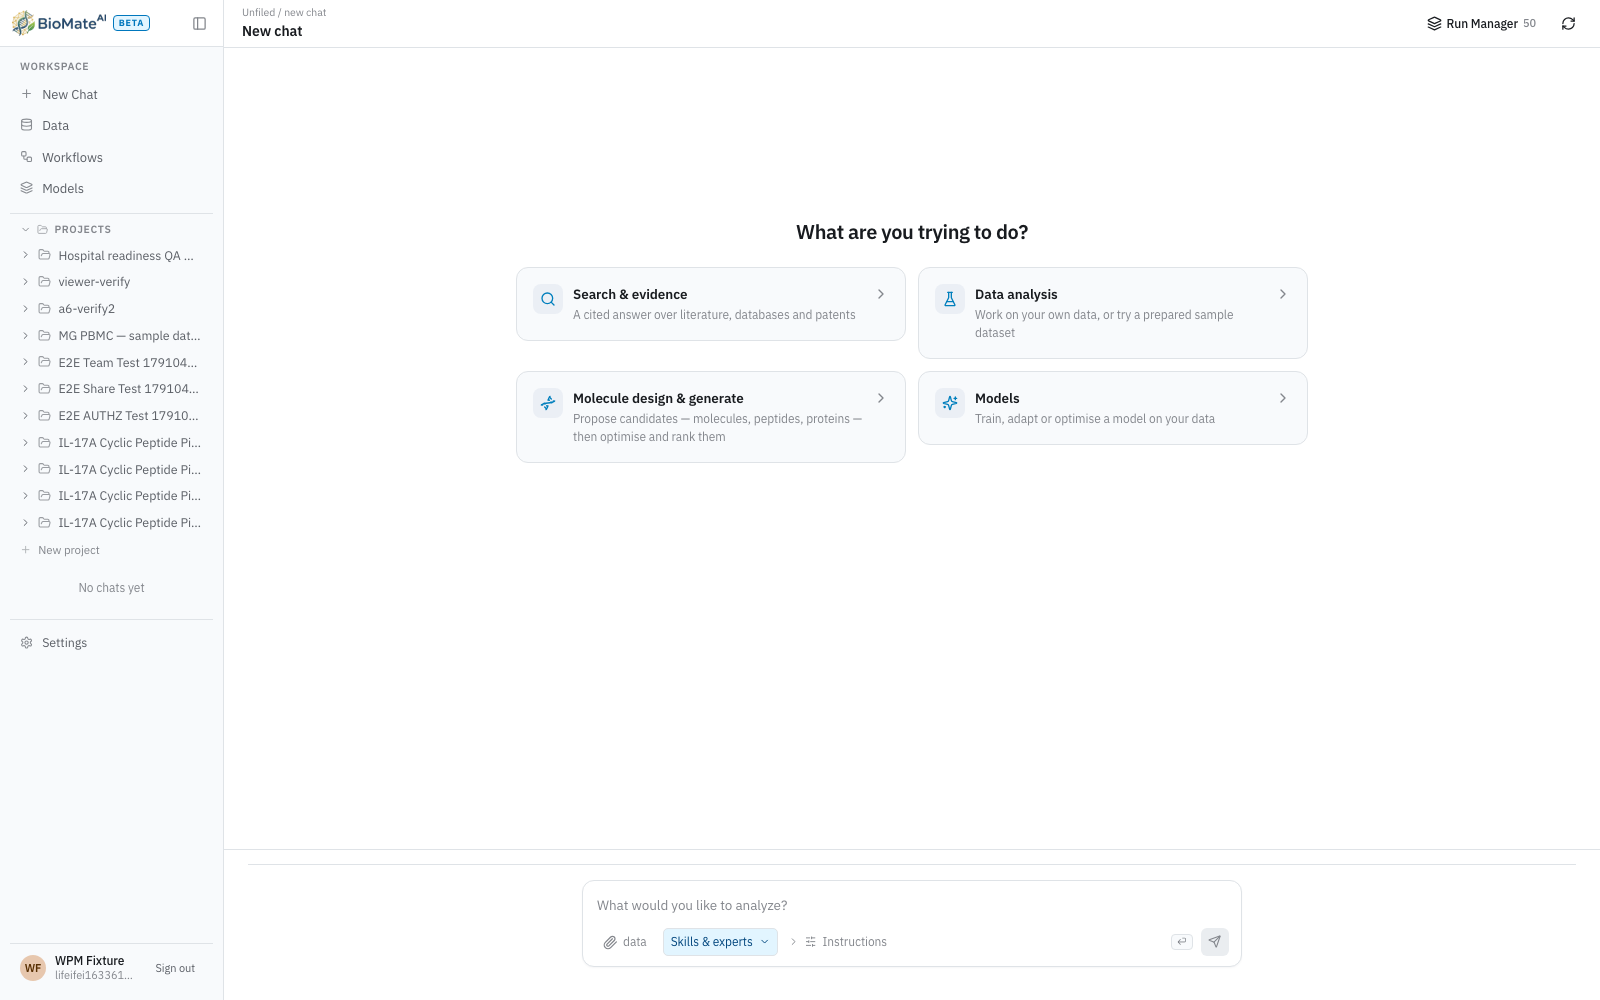 BioMateAI BETA
WORKSPACE
New Chat
Data
Workflows
Models
PROJECTS
Hospital readiness QA ...
viewer-verify
a6-verify2
MG PBMC — sample dat...
E2E Team Test 179104...
E2E Share Test 179104...
E2E AUTHZ Test 17910...
IL-17A Cyclic Peptide Pi...
IL-17A Cyclic Peptide Pi...
IL-17A Cyclic Peptide Pi...
IL-17A Cyclic Peptide Pi...
New project
No chats yet
Settings
WF
WPM Fixture
lifeifei163361...
Sign out
Unfiled / new chat
New chat
Run Manager 50
What are you trying to do?
Search & evidence
A cited answer over literature, databases and patents
Data analysis
Work on your own data, or try a prepared sample
dataset
Molecule design & generate
Propose candidates — molecules, peptides, proteins —
then optimise and rank them
Models
Train, adapt or optimise a model on your data
What would you like to analyze?
data
Skills & experts
Instructions